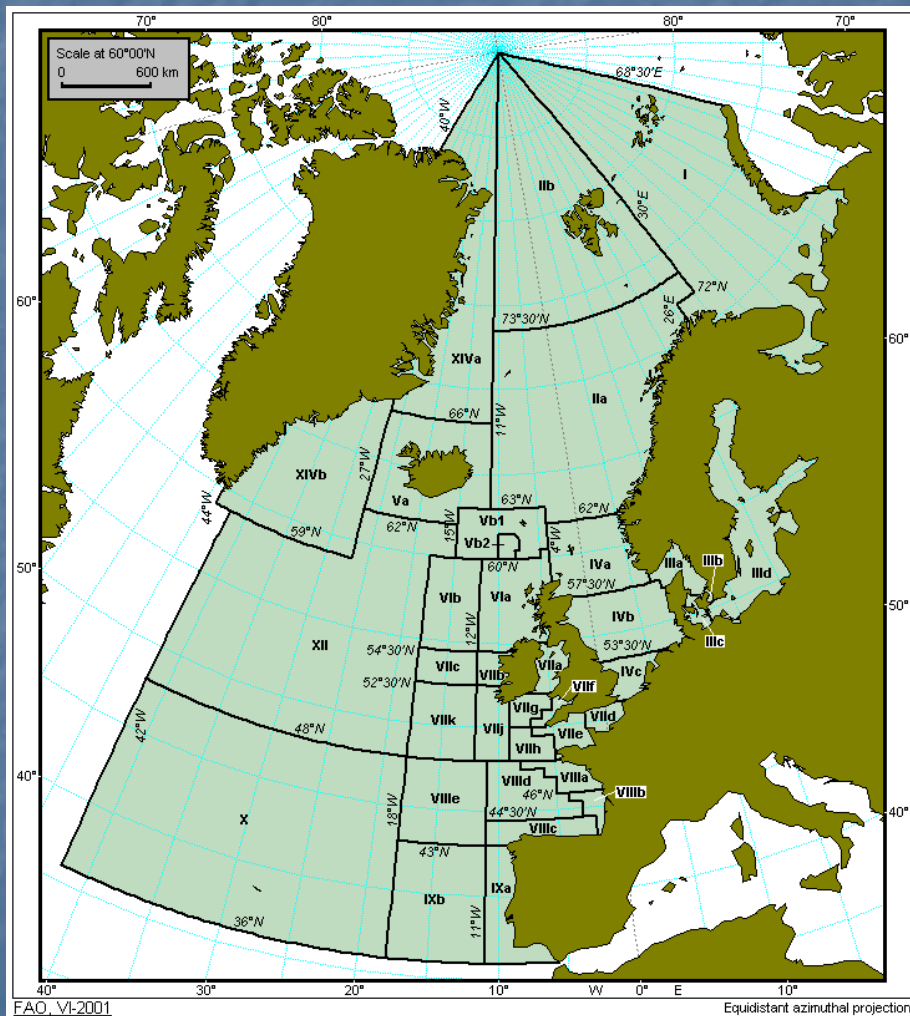 70°
80°
80°
70°
Scale at 60°00'N
0 600 km
68°30'E
40°W
I
IIb
30°E
72°N
60°
26°E
73°30'N
60°
XIVa
IIa
66°N
11°W
27°W
XIVb
Va
63°N
44°W
62°N
15°W
Vb1
62°N
59°N
Vb2
4°W
60°N
IVa
IIIa
IIIb
IIId
50°
57°30'N
VIb
VIa
IVb
50°
12°W
IIIc
XII
54°30'N
53°30'N
VIIc
VIIb
VIIa
IVc
52°30'N
VIIf
VIIg
VIId
42°W
48°N
VIIk
VIIj
VIIe
VIIh
40°
VIIId
VIIIa
VIIIe
46°N
VIIIb
18°W
44°30'N
40°
X
VIIIc
43°N
IXb
IXa
36°N
11°W
40°
30°
20°
10°
W
0°
E
10°
FAO, VI-2001
Equidistant azimuthal projection